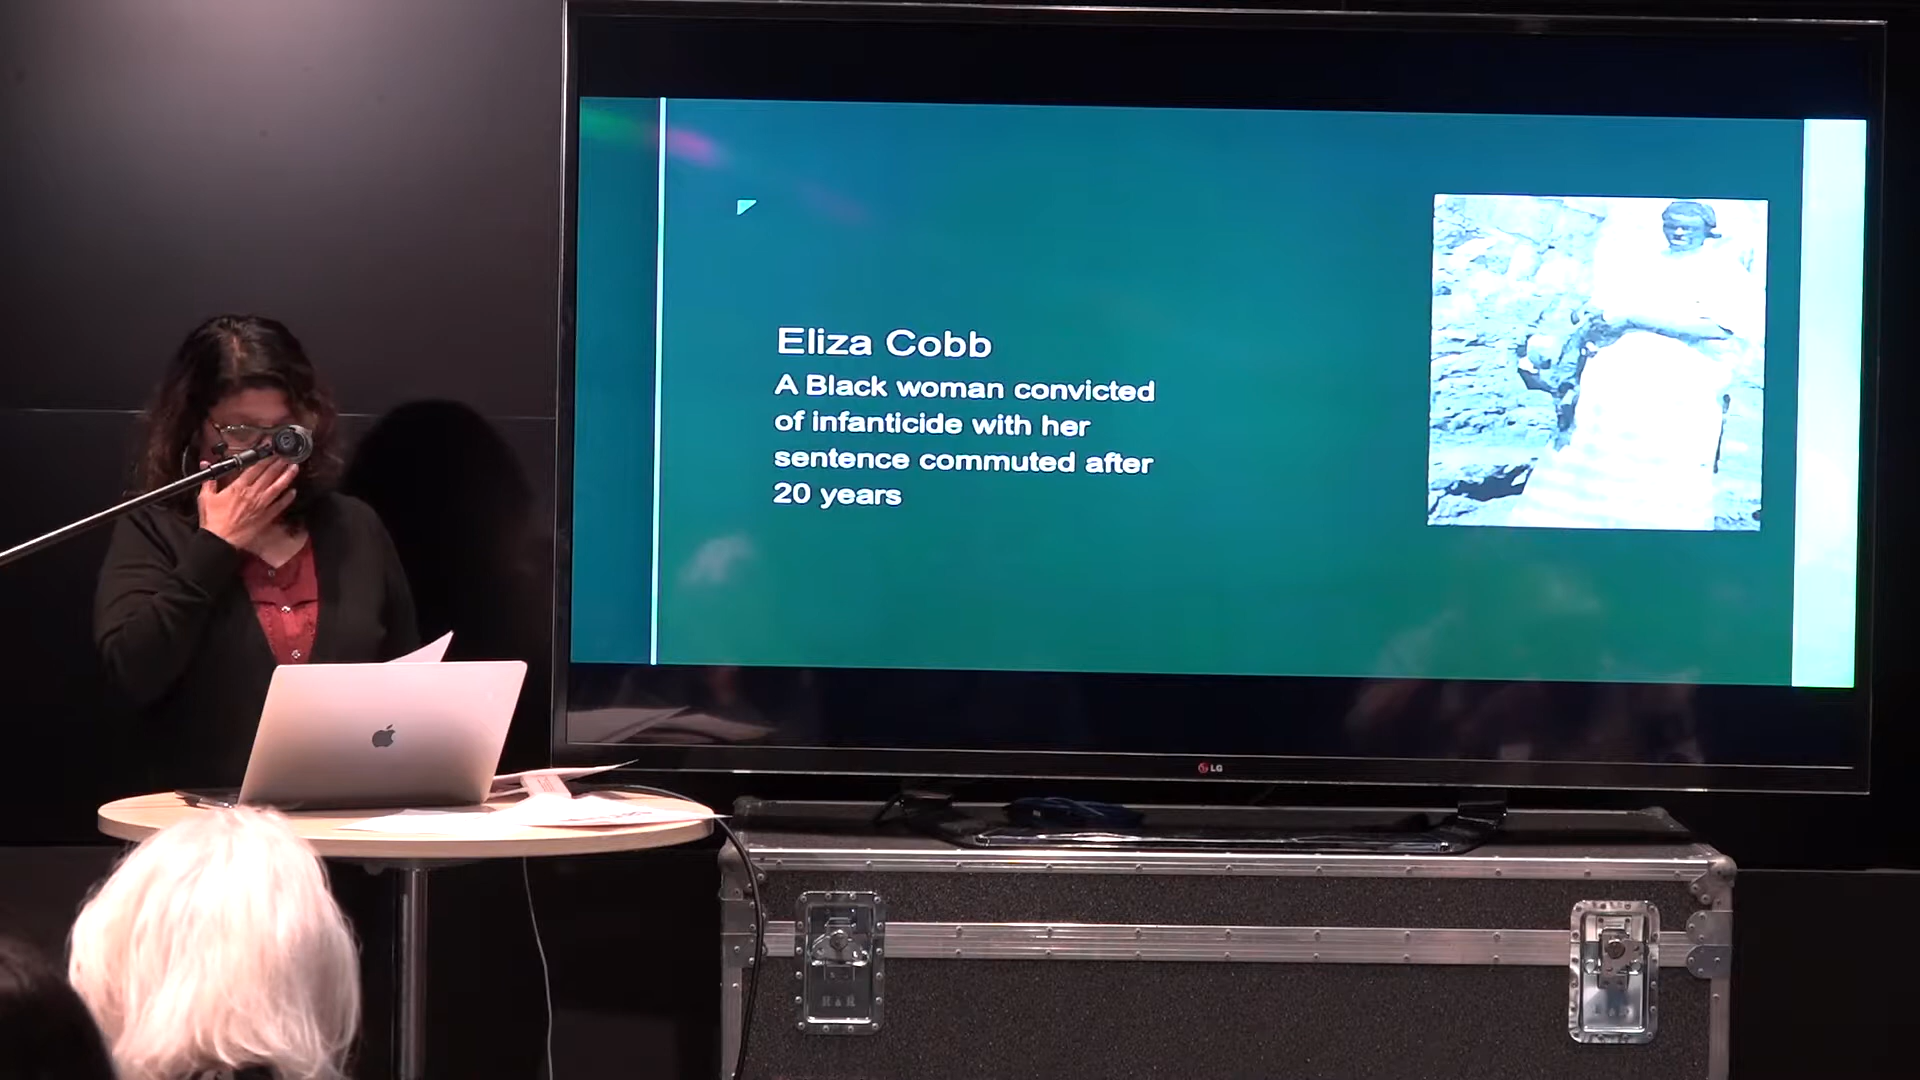 Eliza Cobb
A Black woman convicted
of infanticide with her
sentence commuted after
20 years
LG